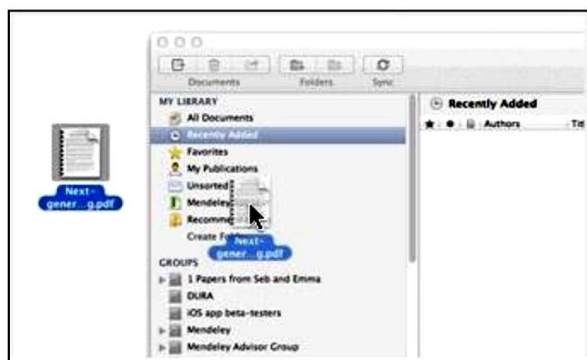 Documents
Folders
Sync
MY LIBRARY
All Documents
Recently Added
Favorites
My Publications
Unsorted
Mendeley
Recomme
Create Fo
GROUPS
1 Papers from Seb and Emma
DURA
iOS app beta-testers
Mendeley
Mendeley Advisor Group
Recently Added
Authors
Tit
Next-
gener...g.pdf
Next-
gener...g.pdf